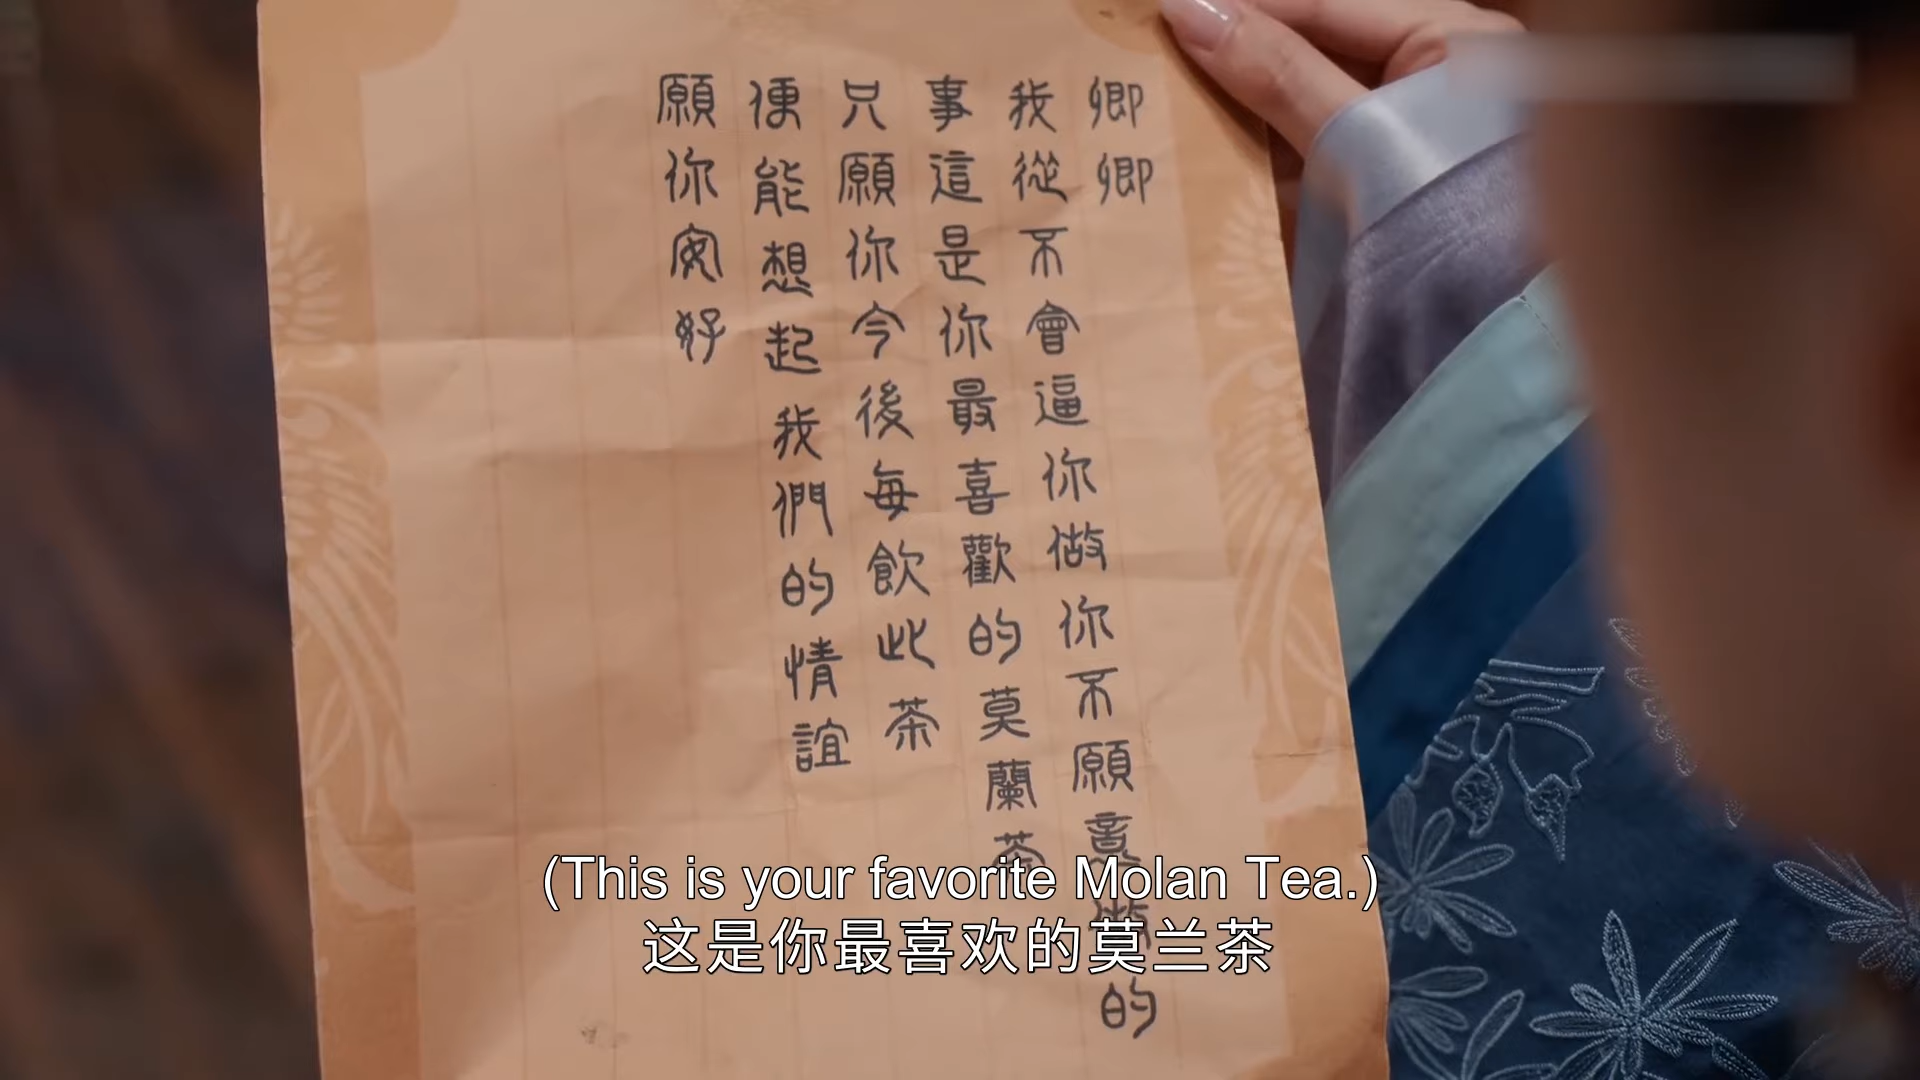 卿卿
我從不會逼你做你不願意做的
事這是你最喜歡的莫蘭茶
只願你今後每飲此茶
便能想起我們的情誼
願你安好
(This is your favorite Molan Tea.)
这是你最喜欢的莫兰茶